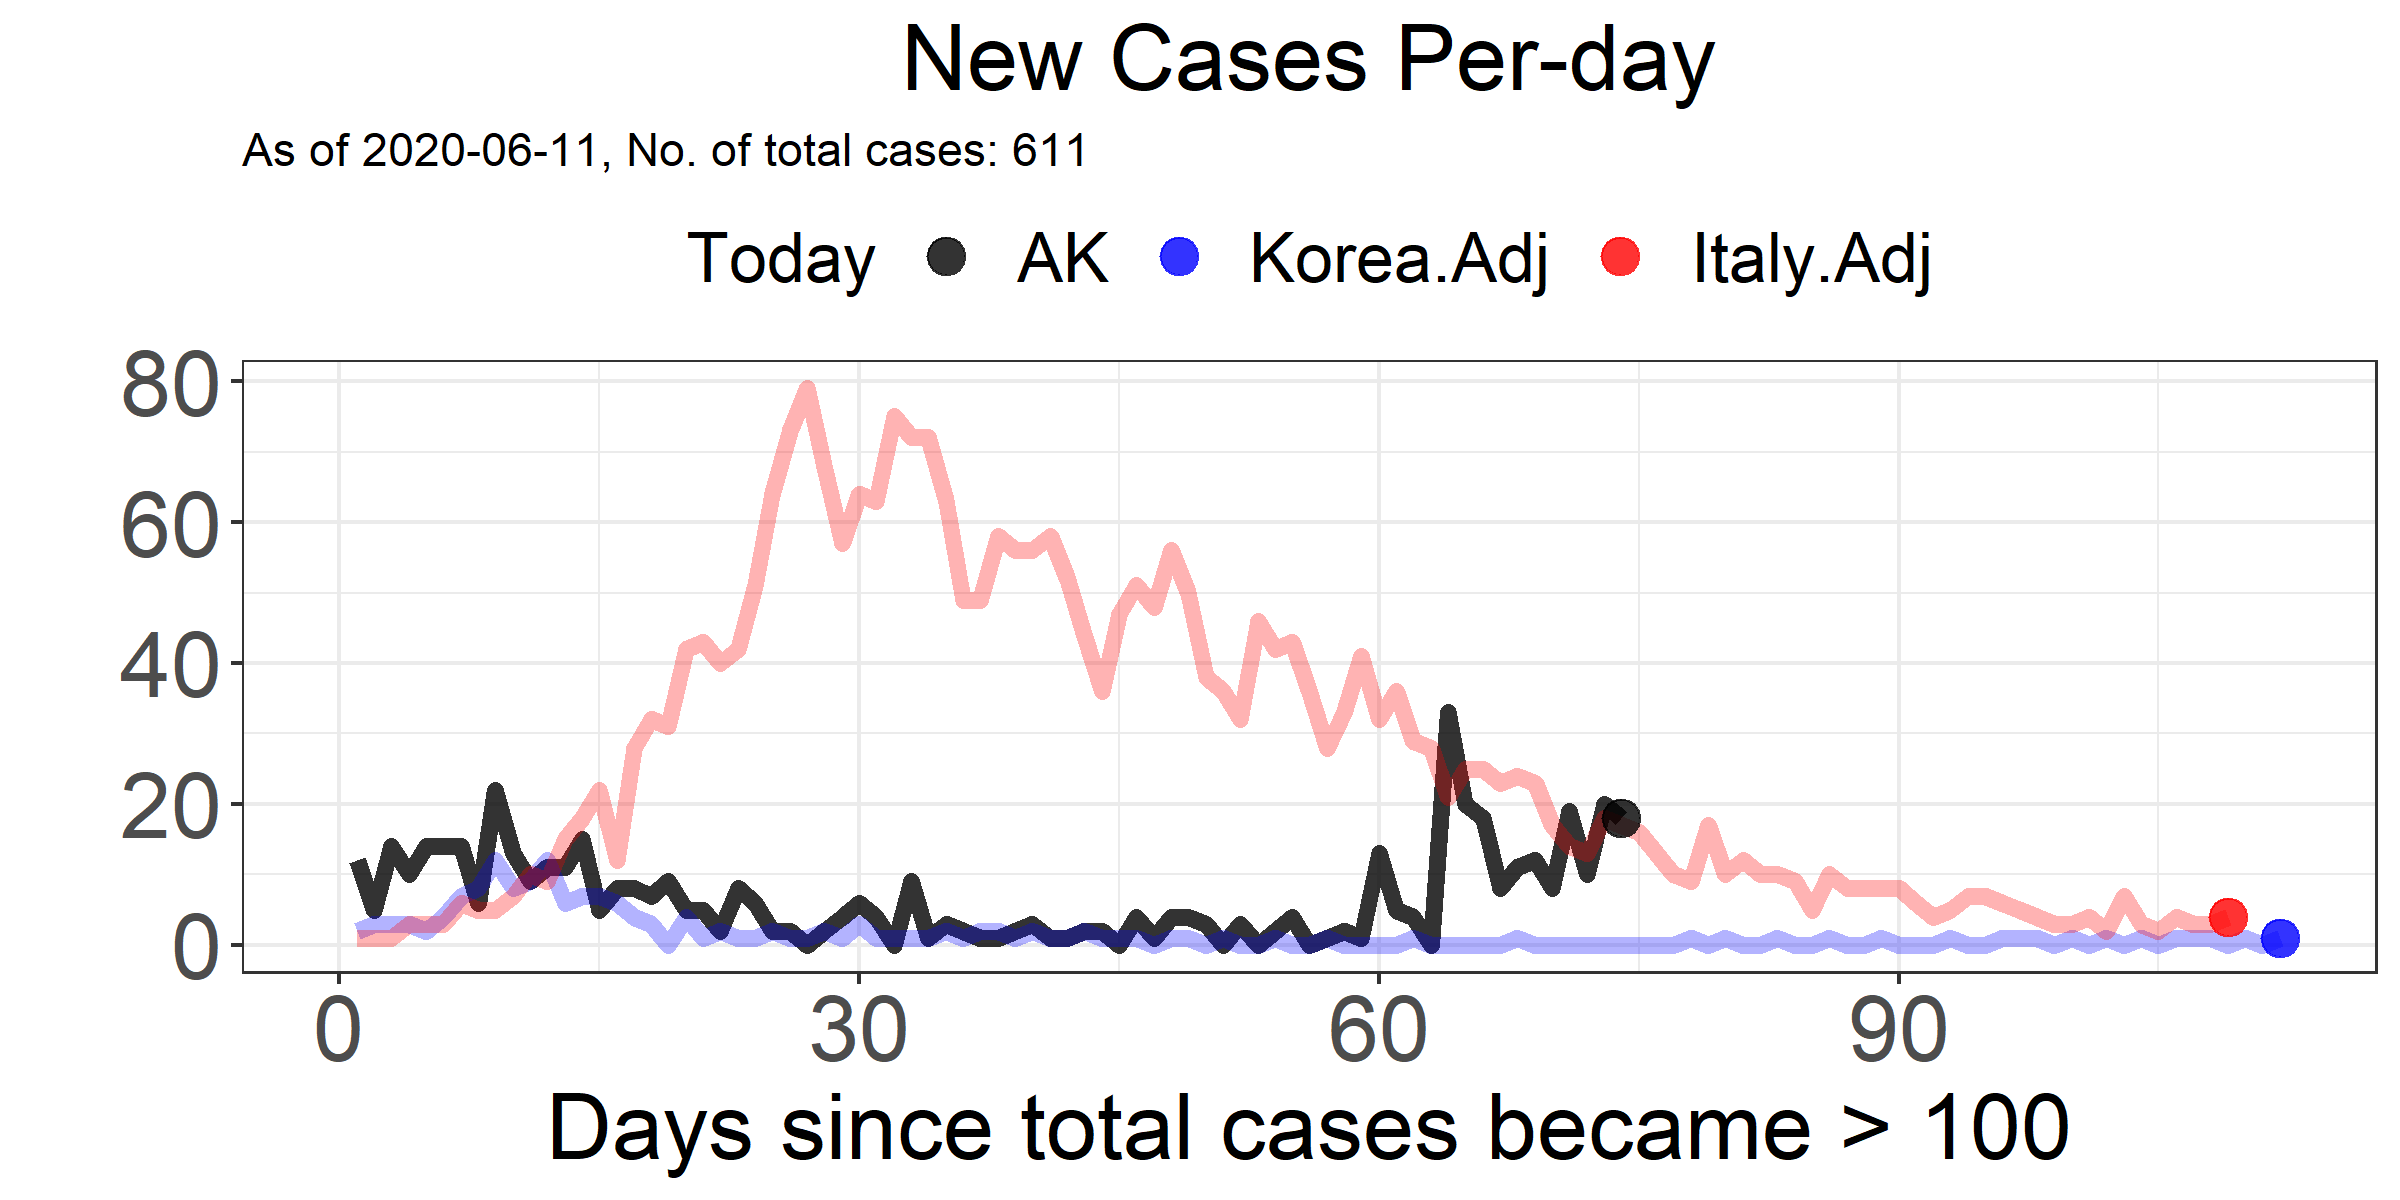 New Cases Per-day
As of 2020-06-11, No. of total cases: 611
Today AK Korea.Adj Italy.Adj
80
60
40
20
0
0 30 60 90
Days since total cases became > 100